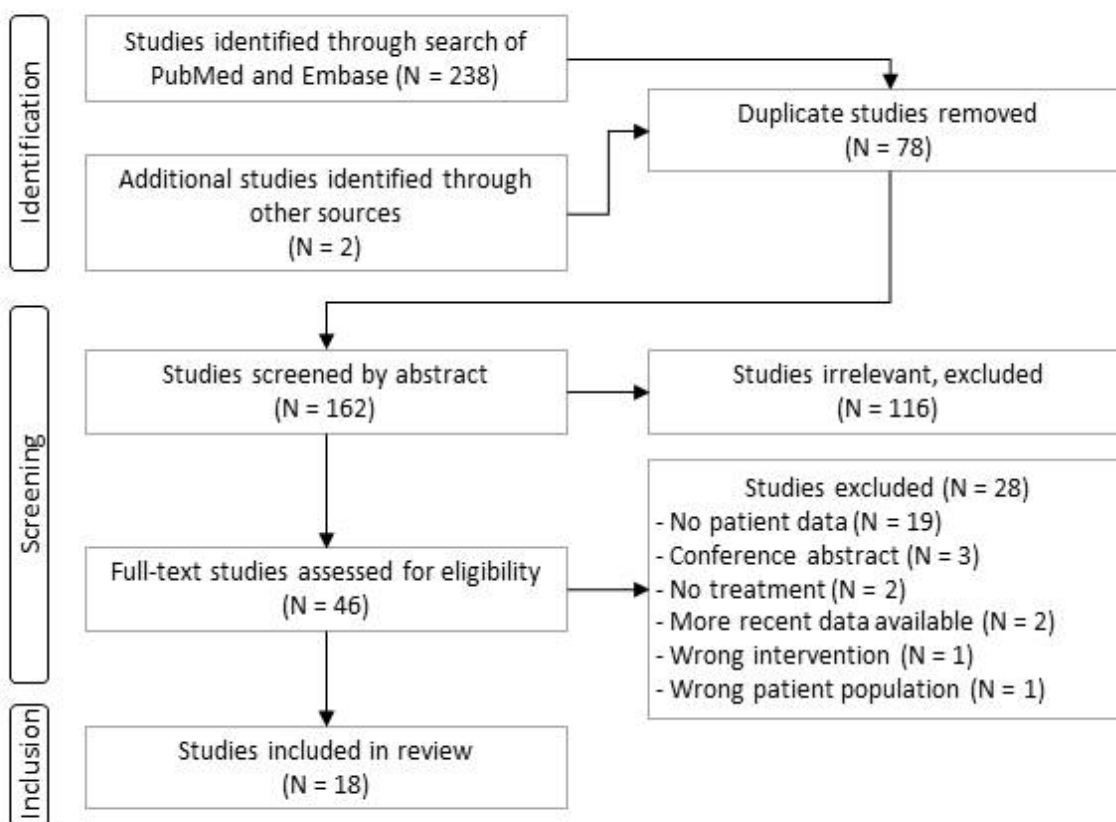 Identification
Studies identified through search of
PubMed and Embase (N = 238)
Duplicate studies removed
(N = 78)
Additional studies identified through
other sources
(N = 2)
Screening
Studies screened by abstract
(N = 162)
Studies irrelevant, excluded
(N = 116)
Full-text studies assessed for eligibility
(N = 46)
Studies excluded (N = 28)
- No patient data (N = 19)
- Conference abstract (N = 3)
- No treatment (N = 2)
- More recent data available (N = 2)
- Wrong intervention (N = 1)
- Wrong patient population (N = 1)
Inclusion
Studies included in review
(N = 18)